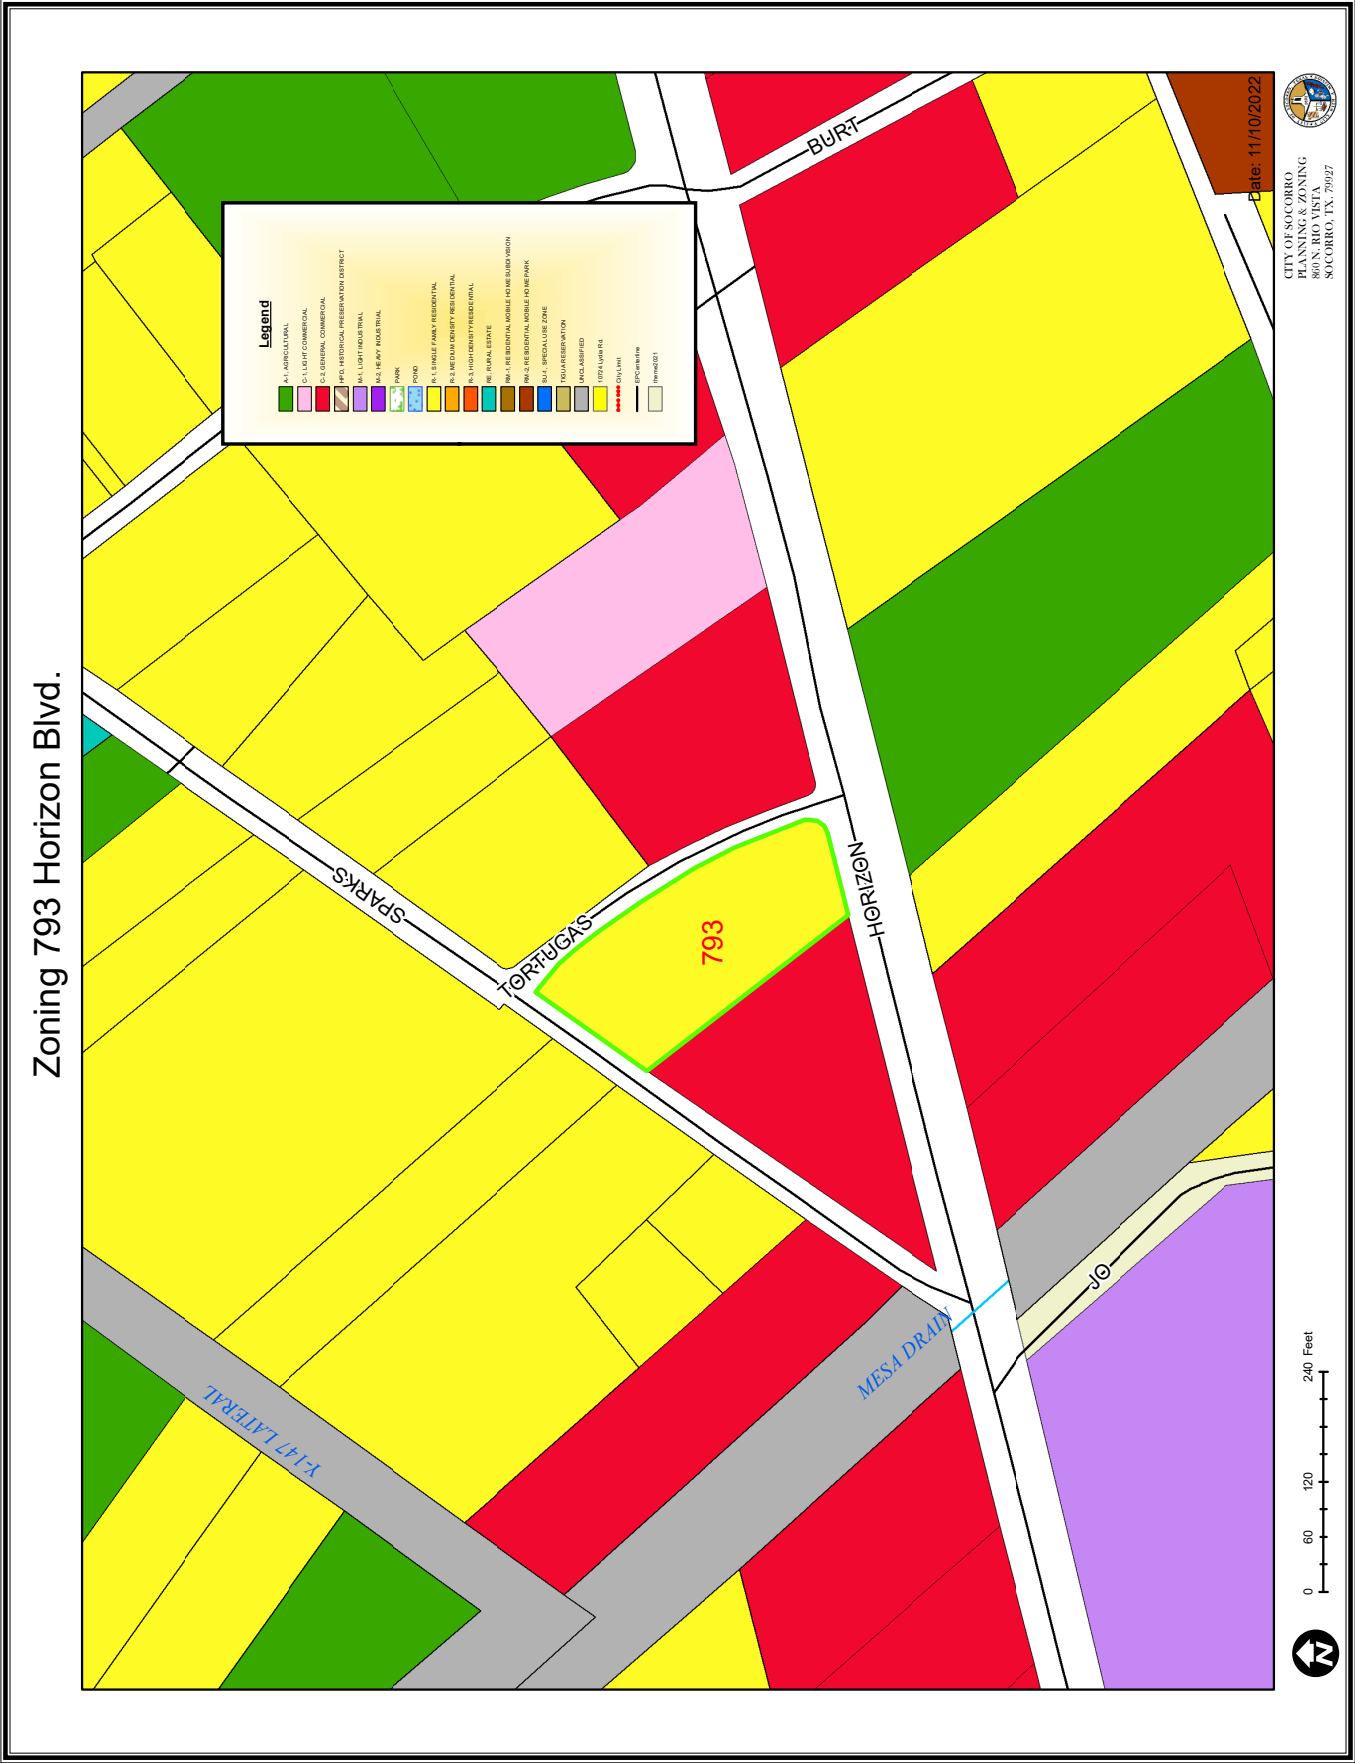 Zoning 793 Horizon Blvd.
Legend
A-1, AGRICULTURAL
C-1, LIGHT COMMERCIAL
C-2, GENERAL COMMERCIAL
HPD, HISTORICAL PRESERVATION DISTRICT
M-1, LIGHT INDUSTRIAL
M-2, HEAVY INDUSTRIAL
PARK
POND
R-1, SINGLE FAMILY RESIDENTIAL
R-2, MEDIUM DENSITY RESIDENTIAL
R-3, HIGH DENSITY RESIDENTIAL
RE, RURAL ESTATE
RM-1, RESIDENTIAL MOBILE HOME SUBDIVISION
RM-2, RESIDENTIAL MOBILE HOME PARK
SU-1, SPECIAL USE ZONE
TIGUA RESERVATION
UNCLASSIFIED
10724 Lydia Rd.
City Limit
EPCenterline
theme2021
BURT
SPARKS
TORTUGAS
793
HORIZON
Y-147 LATERAL
MESA DRAIN
JO
Date: 11/10/2022
CITY OF SOCORRO
PLANNING & ZONING
860 N. RIO VISTA
SOCORRO, TX. 79927
0 60 120 240 Feet
N